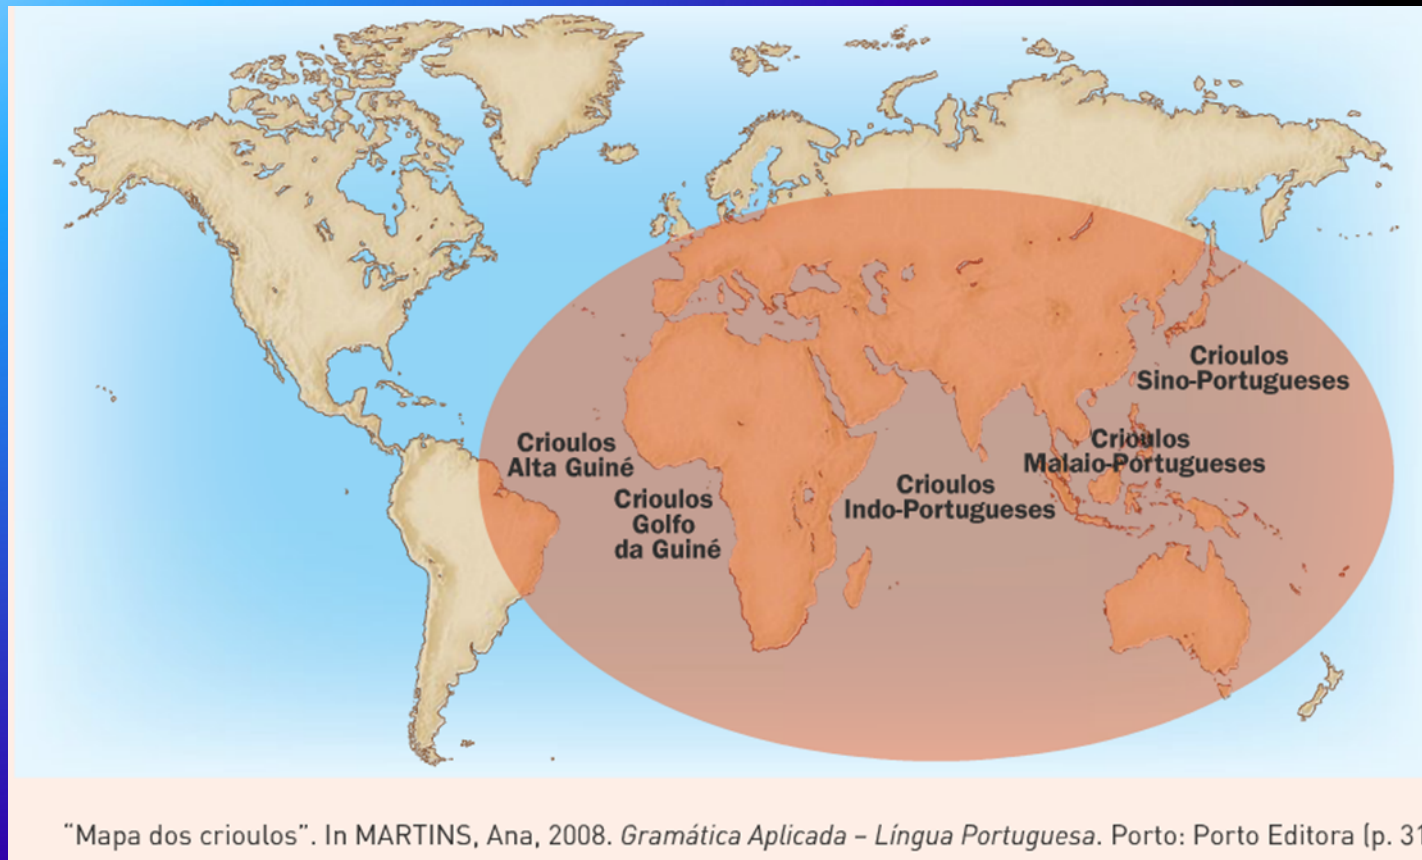 Crioulos
Sino-Portugueses
Crioulos
Alta Guiné
Crioulos
Malaio-Portugueses
Crioulos
Golfo
da Guiné
Crioulos
Indo-Portugueses
“Mapa dos crioulos”. In MARTINS, Ana, 2008. Gramática Aplicada – Língua Portuguesa. Porto: Porto Editora (p. 31